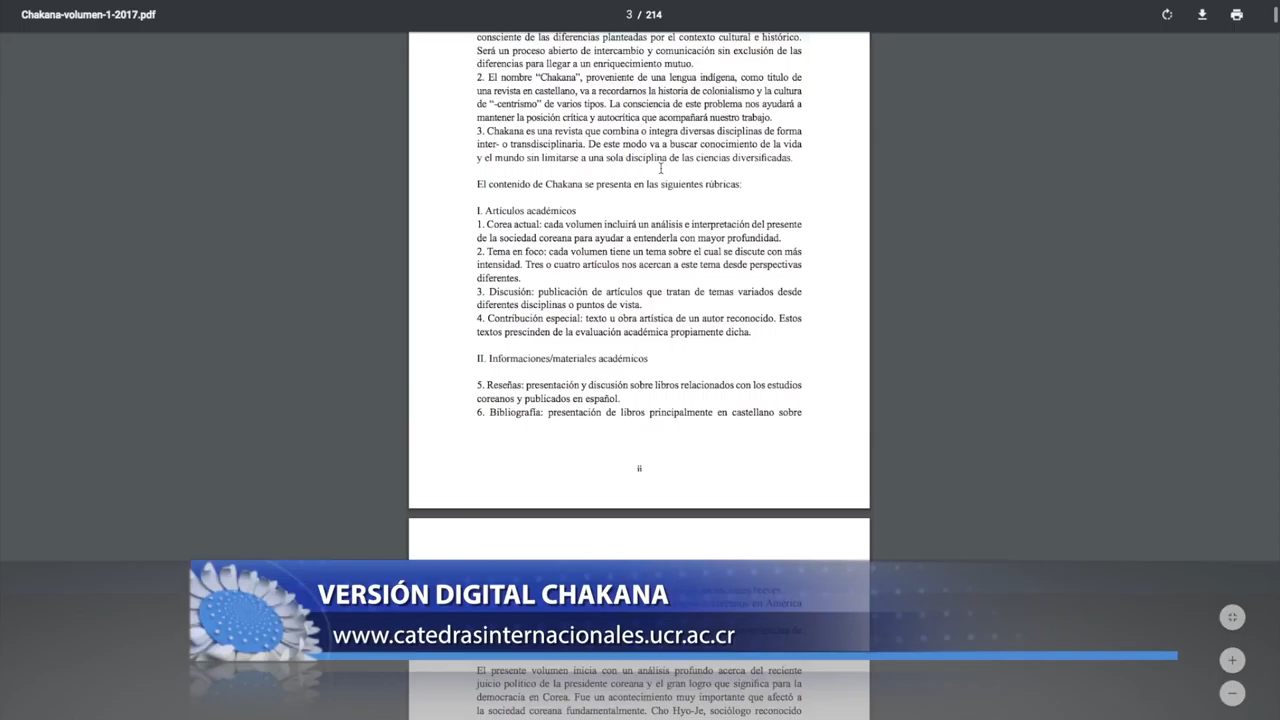 Chakana-volumen-1-2017.pdf
3 / 214
consciente de las diferencias planteadas por el contexto cultural e histórico.
Será un proceso abierto de intercambio y comunicación sin exclusión de las
diferencias para llegar a un enriquecimiento mutuo.
2. El nombre “Chakana”, proveniente de una lengua indígena, como titulo de
una revista en castellano, va a recordarnos la historia de colonialismo y la cultura
de “-centrismo” de varios tipos. La consciencia de este problema nos ayudará a
mantener la posición crítica y autocrítica que acompañará nuestro trabajo.
3. Chakana es una revista que combina o integra diversas disciplinas de forma
inter- o transdisciplinaria. De este modo va a buscar conocimiento de la vida
y el mundo sin limitarse a una sola disciplina de las ciencias diversificadas.
El contenido de Chakana se presenta en las siguientes rúbricas:
I. Artículos académicos
1. Corea actual: cada volumen incluirá un análisis e interpretación del presente
de la sociedad coreana para ayudar a entenderla con mayor profundidad.
2. Tema en foco: cada volumen tiene un tema sobre el cual se discute con más
intensidad. Tres o cuatro artículos nos acercan a este tema desde perspectivas
diferentes.
3. Discusión: publicación de artículos que tratan de temas variados desde
diferentes disciplinas o puntos de vista.
4. Contribución especial: texto u obra artística de un autor reconocido. Estos
textos prescinden de la evaluación académica propiamente dicha.
II. Informaciones/materiales académicos
5. Reseñas: presentación y discusión sobre libros relacionados con los estudios
coreanos y publicados en español.
6. Bibliografía: presentación de libros principalmente en castellano sobre
ii
breves
en América
de
VERSIÓN DIGITAL CHAKANA
www.catedrasinternacionales.ucr.ac.cr
El presente volumen inicia con un análisis profundo acerca del reciente
juicio político de la presidente coreana y el gran logro que significa para la
democracia en Corea. Fue un acontecimiento muy importante que afectó a
la sociedad coreana fundamentalmente. Cho Hyo-Je, sociólogo reconocido